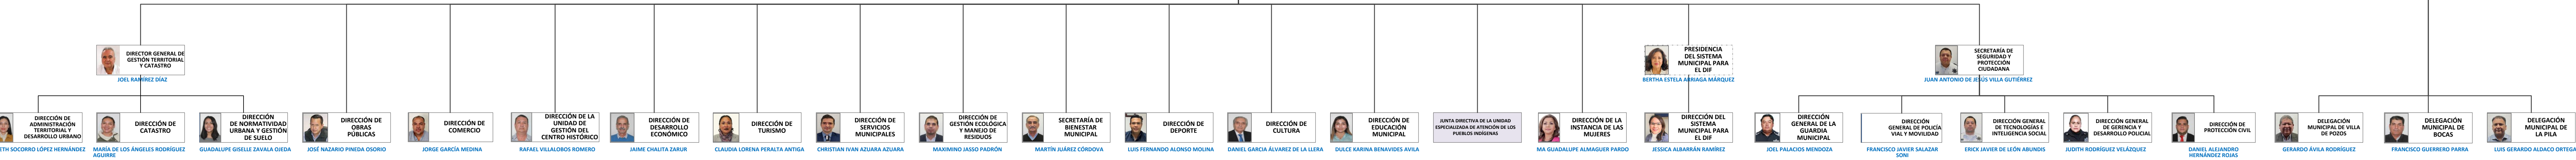 DIRECTOR GENERAL DE
GESTIÓN TERRITORIAL
Y CATASTRO
JOEL RAMÍREZ DÍAZ
PRESIDENCIA
DEL SISTEMA
MUNICIPAL PARA
EL DIF
BERTHA ESTELA ARRIAGA MÁRQUEZ
SECRETARÍA DE
SEGURIDAD Y
PROTECCIÓN
CIUDADANA
JUAN ANTONIO DE JESÚS VILLA GUTIÉRREZ
DIRECCIÓN DE
ADMINISTRACIÓN
TERRITORIAL Y
DESARROLLO URBANO
ETH SOCORRO LÓPEZ HERNÁNDEZ
DIRECCIÓN DE
CATASTRO
MARÍA DE LOS ÁNGELES RODRÍGUEZ
AGUIRRE
DIRECCIÓN
DE NORMATIVIDAD
URBANA Y GESTIÓN
DE SUELO
GUADALUPE GISELLE ZAVALA OJEDA
DIRECCIÓN DE
OBRAS
PÚBLICAS
JOSÉ NAZARIO PINEDA OSORIO
DIRECCIÓN DE
COMERCIO
JORGE GARCÍA MEDINA
DIRECCIÓN DE LA
UNIDAD DE
GESTIÓN DEL
CENTRO HISTÓRICO
RAFAEL VILLALOBOS ROMERO
DIRECCIÓN DE
DESARROLLO
ECONÓMICO
JAIME CHALITA ZARUR
DIRECCIÓN DE
TURISMO
CLAUDIA LORENA PERALTA ANTIGA
DIRECCIÓN DE
SERVICIOS
MUNICIPALES
CHRISTIAN IVAN AZUARA AZUARA
DIRECCIÓN DE
GESTIÓN ECOLÓGICA
Y MANEJO DE
RESIDUOS
MAXIMINO JASSO PADRÓN
SECRETARÍA DE
BIENESTAR
MUNICIPAL
MARTÍN JUÁREZ CÓRDOVA
DIRECCIÓN DE
DEPORTE
LUIS FERNANDO ALONSO MOLINA
DIRECCIÓN DE
CULTURA
DANIEL GARCIA ÁLVAREZ DE LA LLERA
DIRECCIÓN DE
EDUCACIÓN
MUNICIPAL
DULCE KARINA BENAVIDES AVILA
JUNTA DIRECTIVA DE LA UNIDAD
ESPECIALIZADA DE ATENCIÓN DE LOS
PUEBLOS INDÍGENAS
DIRECCIÓN DE LA
INSTANCIA DE LAS
MUJERES
MA GUADALUPE ALMAGUER PARDO
DIRECCIÓN DEL
SISTEMA
MUNICIPAL PARA
EL DIF
JESSICA ALBARRÁN RAMÍREZ
DIRECCIÓN
GENERAL DE LA
GUARDIA
MUNICIPAL
JOEL PALACIOS MENDOZA
DIRECCIÓN
GENERAL DE POLICÍA
VIAL Y MOVILIDAD
FRANCISCO JAVIER SALAZAR
SONI
DIRECCIÓN GENERAL
DE TECNOLOGÍAS E
INTELIGENCIA SOCIAL
ERICK JAVIER DE LEÓN ABUNDIS
DIRECCIÓN GENERAL
DE GERENCIA Y
DESARROLLO POLICIAL
JUDITH RODRÍGUEZ VELÁZQUEZ
DIRECCIÓN DE
PROTECCIÓN CIVIL
DANIEL ALEJANDRO
HERNÁNDEZ ROJAS
DELEGACIÓN
MUNICIPAL DE VILLA
DE POZOS
GERARDO ÁVILA RODRÍGUEZ
DELEGACIÓN
MUNICIPAL DE
BOCAS
FRANCISCO GUERRERO PARRA
DELEGACIÓN
MUNICIPAL DE
LA PILA
LUIS GERARDO ALDACO ORTEGA